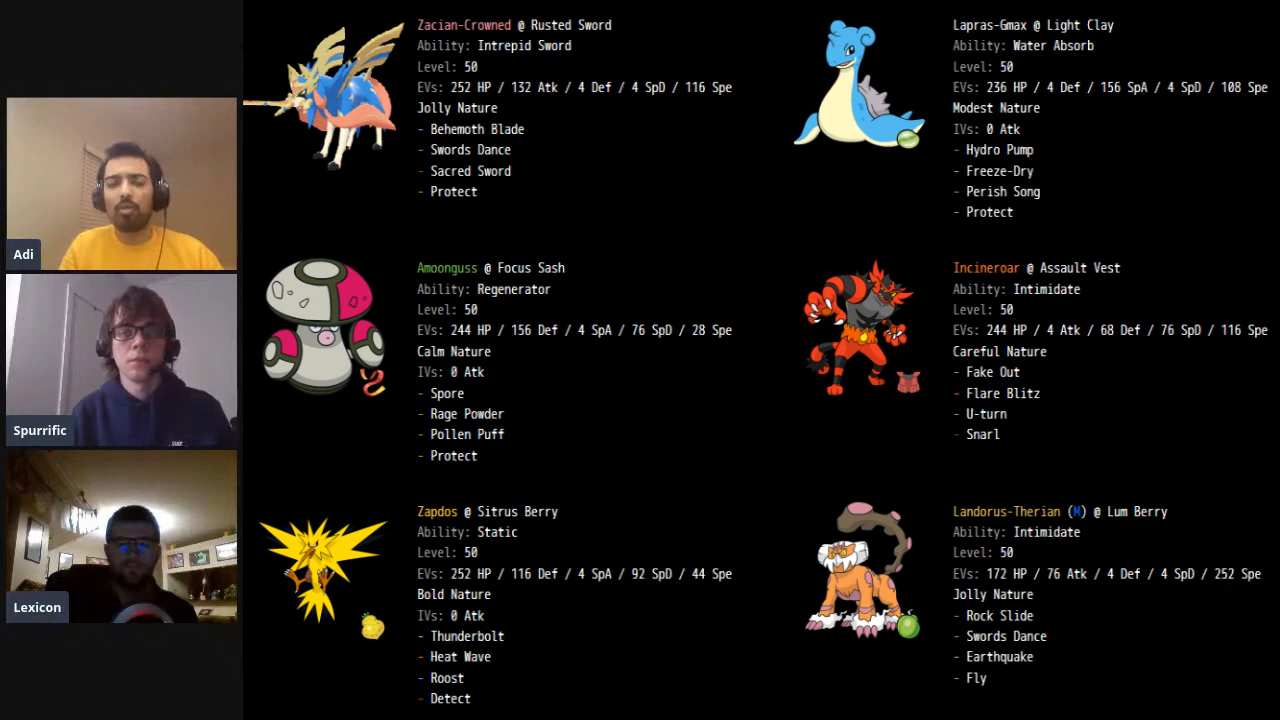 Adi
Spurrific
Lexicon
Zacian-Crowned @ Rusted Sword
Ability: Intrepid Sword
Level: 50
EVs: 252 HP / 132 Atk / 4 Def / 4 SpD / 116 Spe
Jolly Nature
- Behemoth Blade
- Swords Dance
- Sacred Sword
- Protect
Lapras-Gmax @ Light Clay
Ability: Water Absorb
Level: 50
EVs: 236 HP / 4 Def / 156 SpA / 4 SpD / 108 Spe
Modest Nature
IVs: 0 Atk
- Hydro Pump
- Freeze-Dry
- Perish Song
- Protect
Amoonguss @ Focus Sash
Ability: Regenerator
Level: 50
EVs: 244 HP / 156 Def / 4 SpA / 76 SpD / 28 Spe
Calm Nature
IVs: 0 Atk
- Spore
- Rage Powder
- Pollen Puff
- Protect
Incineroar @ Assault Vest
Ability: Intimidate
Level: 50
EVs: 244 HP / 4 Atk / 68 Def / 76 SpD / 116 Spe
Careful Nature
- Fake Out
- Flare Blitz
- U-turn
- Snarl
Zapdos @ Sitrus Berry
Ability: Static
Level: 50
EVs: 252 HP / 116 Def / 4 SpA / 92 SpD / 44 Spe
Bold Nature
IVs: 0 Atk
- Thunderbolt
- Heat Wave
- Roost
- Detect
Landorus-Therian (M) @ Lum Berry
Ability: Intimidate
Level: 50
EVs: 172 HP / 76 Atk / 4 Def / 4 SpD / 252 Spe
Jolly Nature
- Rock Slide
- Swords Dance
- Earthquake
- Fly